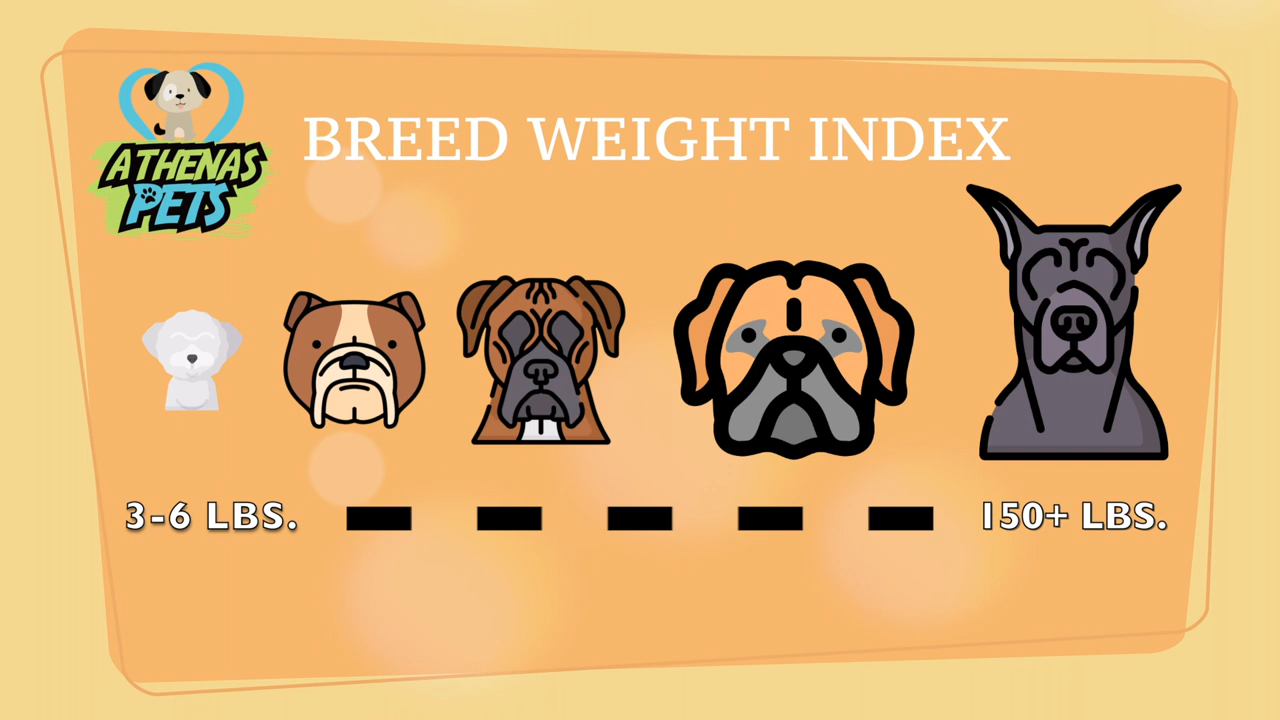 ATHENAS
PETS
BREED WEIGHT INDEX
3-6 LBS.
150+ LBS.